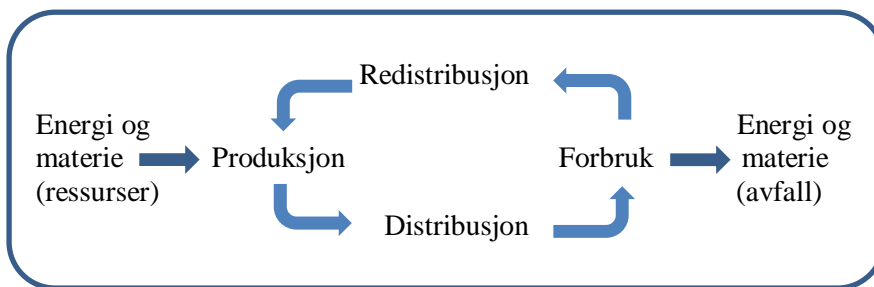 Redistribusjon
Energi og
materie
(ressurser)
Produksjon
Forbruk
Energi og
materie
(avfall)
Distribusjon